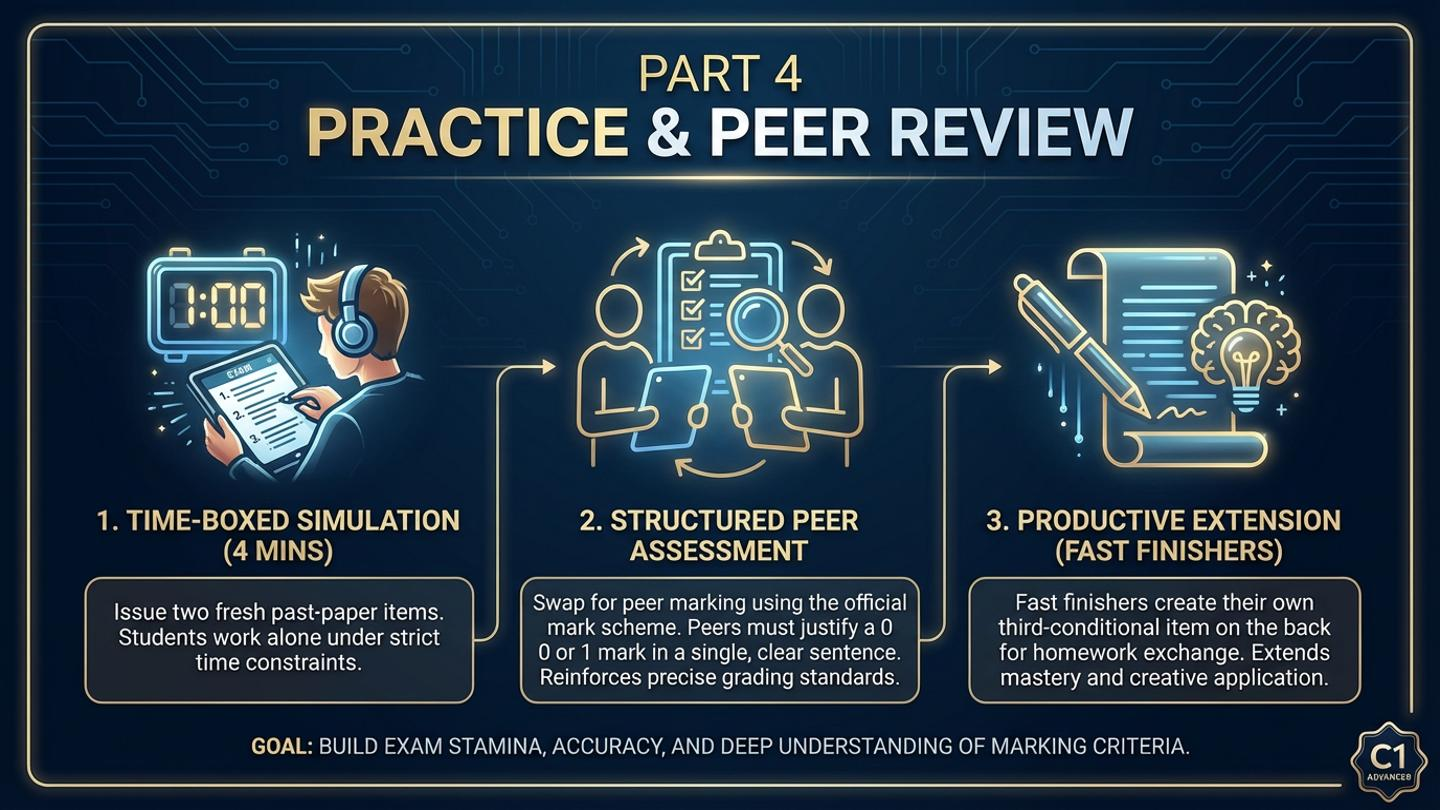 PART 4
PRACTICE & PEER REVIEW
1:00
EXAM
1.
2.
3.
1. TIME-BOXED SIMULATION
(4 MINS)
Issue two fresh past-paper items.
Students work alone under strict
time constraints.
2. STRUCTURED PEER
ASSESSMENT
Swap for peer marking using the official
mark scheme. Peers must justify a 0
0 or 1 mark in a single, clear sentence.
Reinforces precise grading standards.
3. PRODUCTIVE EXTENSION
(FAST FINISHERS)
Fast finishers create their own
third-conditional item on the back
for homework exchange. Extends
mastery and creative application.
GOAL: BUILD EXAM STAMINA, ACCURACY, AND DEEP UNDERSTANDING OF MARKING CRITERIA.
C1
ADVANCED